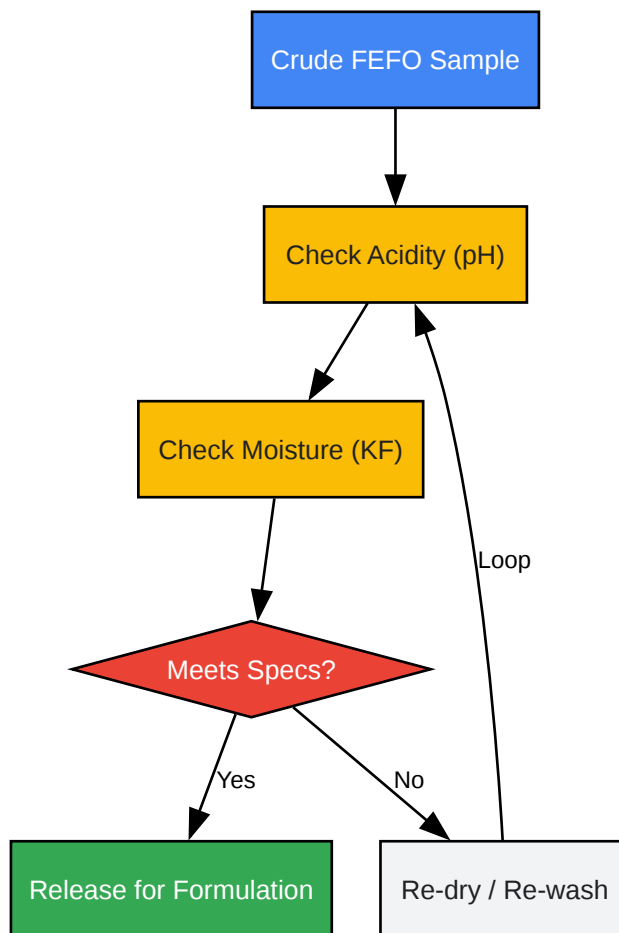 Crude FEFO Sample
Check Acidity (pH)
Check Moisture (KF)
Loop
Meets Specs?
Yes
No
Release for Formulation
Re-dry / Re-wash